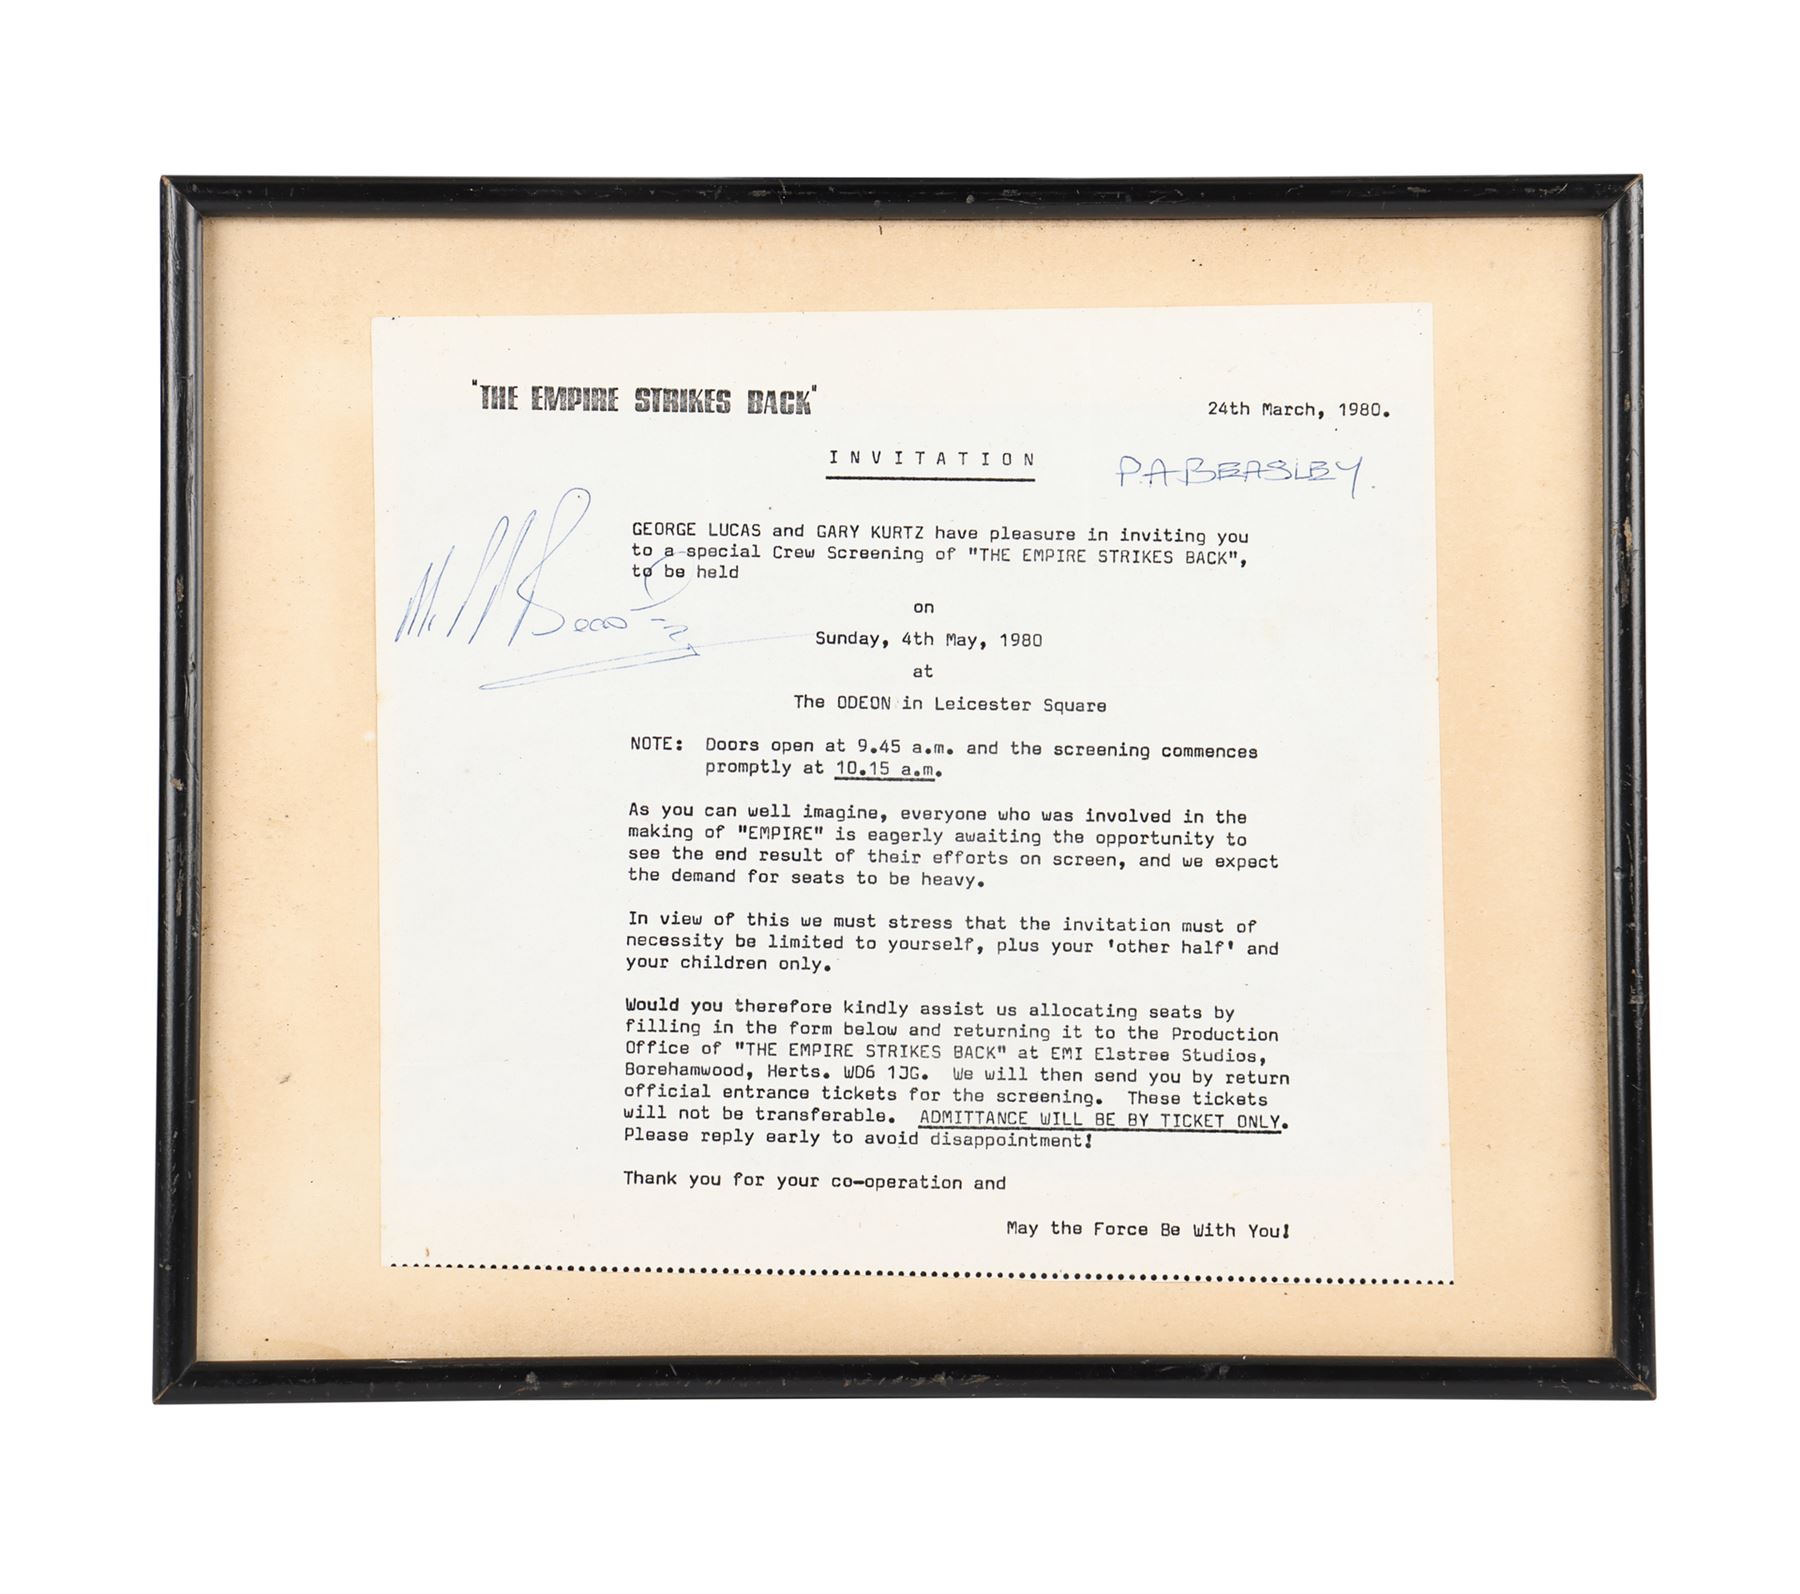 "THE EMPIRE STRIKES BACK"
24th March, 1980.
INVITATION
P.A BEASLEY.
GEORGE LUCAS and GARY KURTZ have pleasure in inviting you
to a special Crew Screening of "THE EMPIRE STRIKES BACK",
to be held
on
Sunday, 4th May, 1980
at
The ODEON in Leicester Square
NOTE: Doors open at 9.45 a.m. and the screening commences
promptly at 10.15 a.m.
As you can well imagine, everyone who was involved in the
making of "EMPIRE" is eagerly awaiting the opportunity to
see the end result of their efforts on screen, and we expect
the demand for seats to be heavy.
In view of this we must stress that the invitation must of
necessity be limited to yourself, plus your 'other half' and
your children only.
Would you therefore kindly assist us allocating seats by
filling in the form below and returning it to the Production
Office of "THE EMPIRE STRIKES BACK" at EMI Elstree Studios,
Borehamwood, Herts. WD6 1JG. We will then send you by return
official entrance tickets for the screening. These tickets
will not be transferable. ADMITTANCE WILL BE BY TICKET ONLY.
Please reply early to avoid disappointment!
Thank you for your co-operation and
May the Force Be With You!